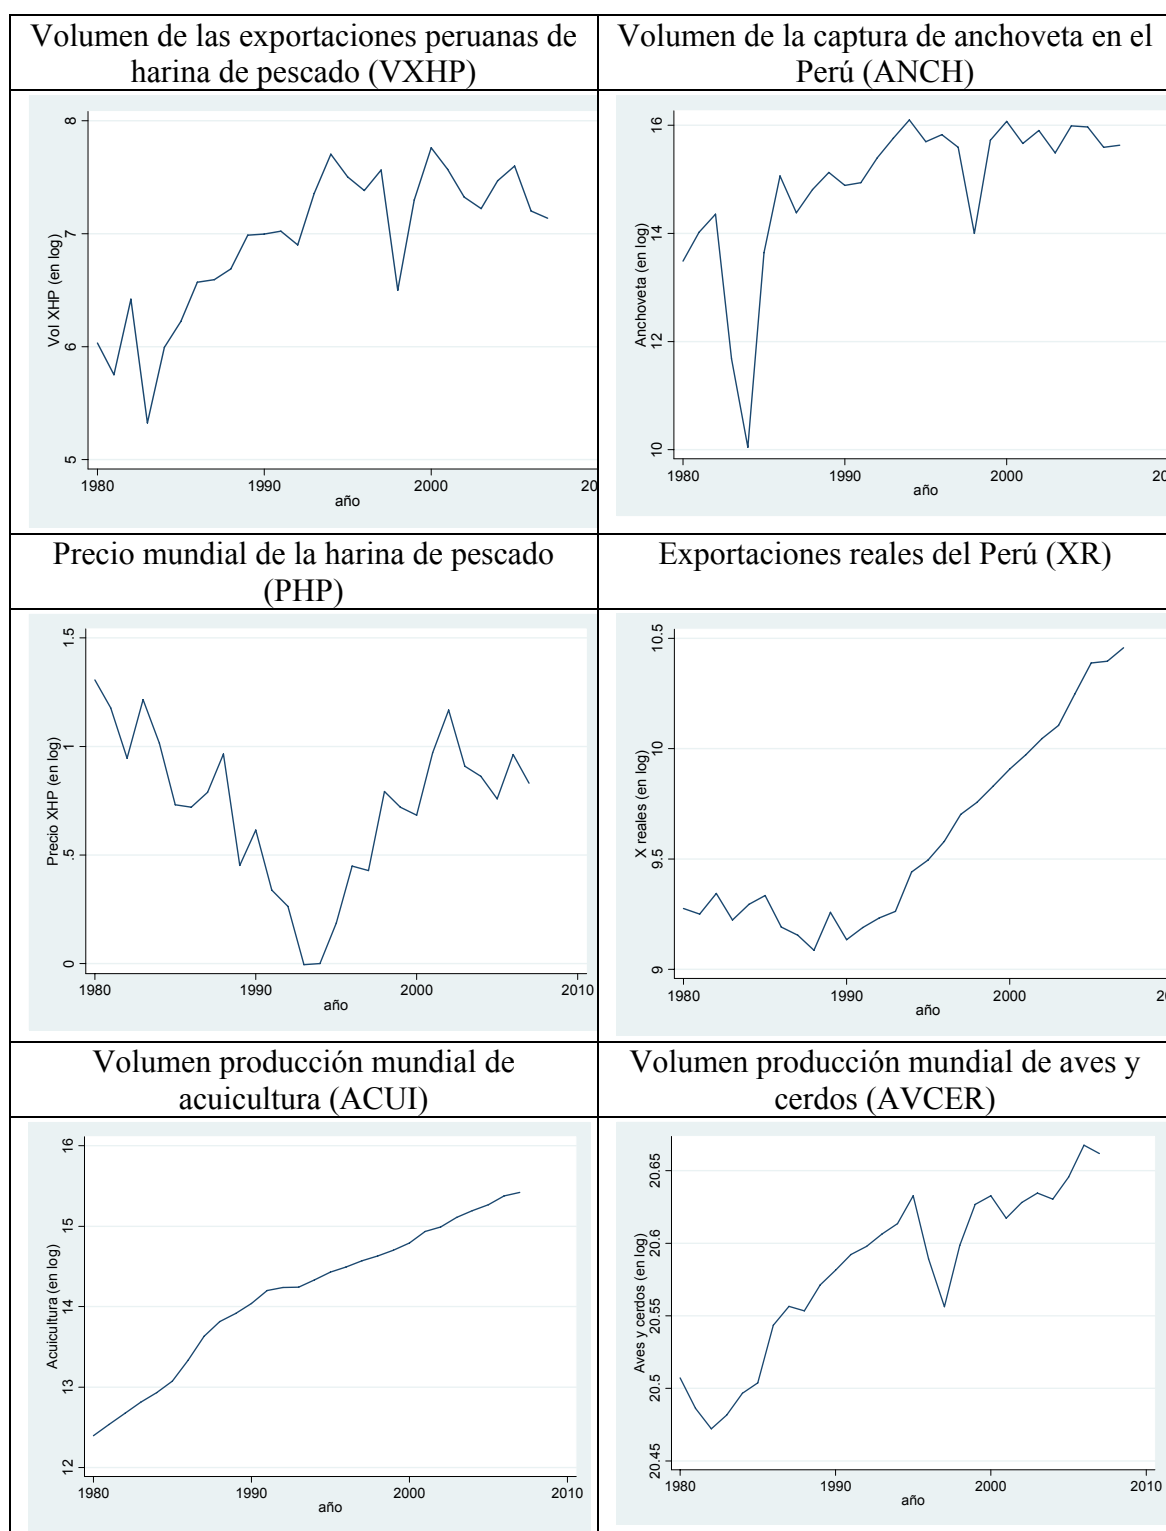 Volumen de las exportaciones peruanas de
harina de pescado (VXHP)
Volumen de la captura de anchoveta en el
Perú (ANCH)
8
7
6
5
Vol XHP (en log)
1980
1990
2000
20
año
16
14
12
10
Anchoveta (en log)
1980
1990
2000
20
año
Precio mundial de la harina de pescado
(PHP)
Exportaciones reales del Perú (XR)
1.5
1
.5
0
Precio XHP (en log)
1980
1990
2000
2010
año
10.5
10
9.5
9
X reales (en log)
1980
1990
2000
año
Volumen producción mundial de
acuicultura (ACUI)
Volumen producción mundial de aves y
cerdos (AVCER)
16
15
14
13
12
Acuicultura (en log)
1980
1990
2000
2010
año
20.65
20.6
20.55
20.5
20.45
Aves y cerdos (en log)
1980
1990
2000
2010
año